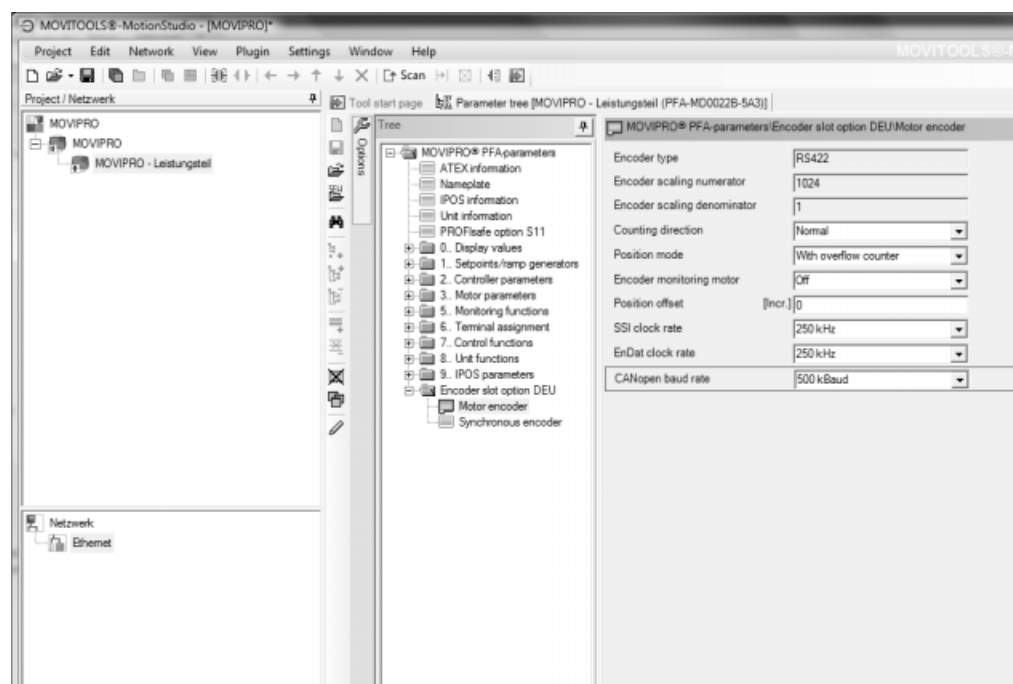 MOVITOOLS®-MotionStudio - [MOVIPRO]*
Project Edit Network View Plugin Settings Window Help
MOVITOOLS®-M
Scan
Project / Netzwerk
Tool start page Parameter tree [MOVIPRO - Leistungsteil (PFA-MD0022B-5A3)]
MOVIPRO
MOVIPRO
MOVIPRO - Leistungsteil
Options
Tree
MOVIPRO® PFA-parameters
ATEX information
Nameplate
IPOS information
Unit information
PROFIsafe option S11
0.. Display values
1.. Setpoints/ramp generators
2.. Controller parameters
3.. Motor parameters
5.. Monitoring functions
6.. Terminal assignment
7.. Control functions
8.. Unit functions
9.. IPOS parameters
Encoder slot option DEU
Motor encoder
Synchronous encoder
MOVIPRO® PFA-parameters\Encoder slot option DEU\Motor encoder
Encoder type RS422
Encoder scaling numerator 1024
Encoder scaling denominator 1
Counting direction Normal
Position mode With overflow counter
Encoder monitoring motor Off
Position offset [Incr.] 0
SSI clock rate 250 kHz
EnDat clock rate 250 kHz
CANopen baud rate 500 kBaud
Netzwerk
Ethernet